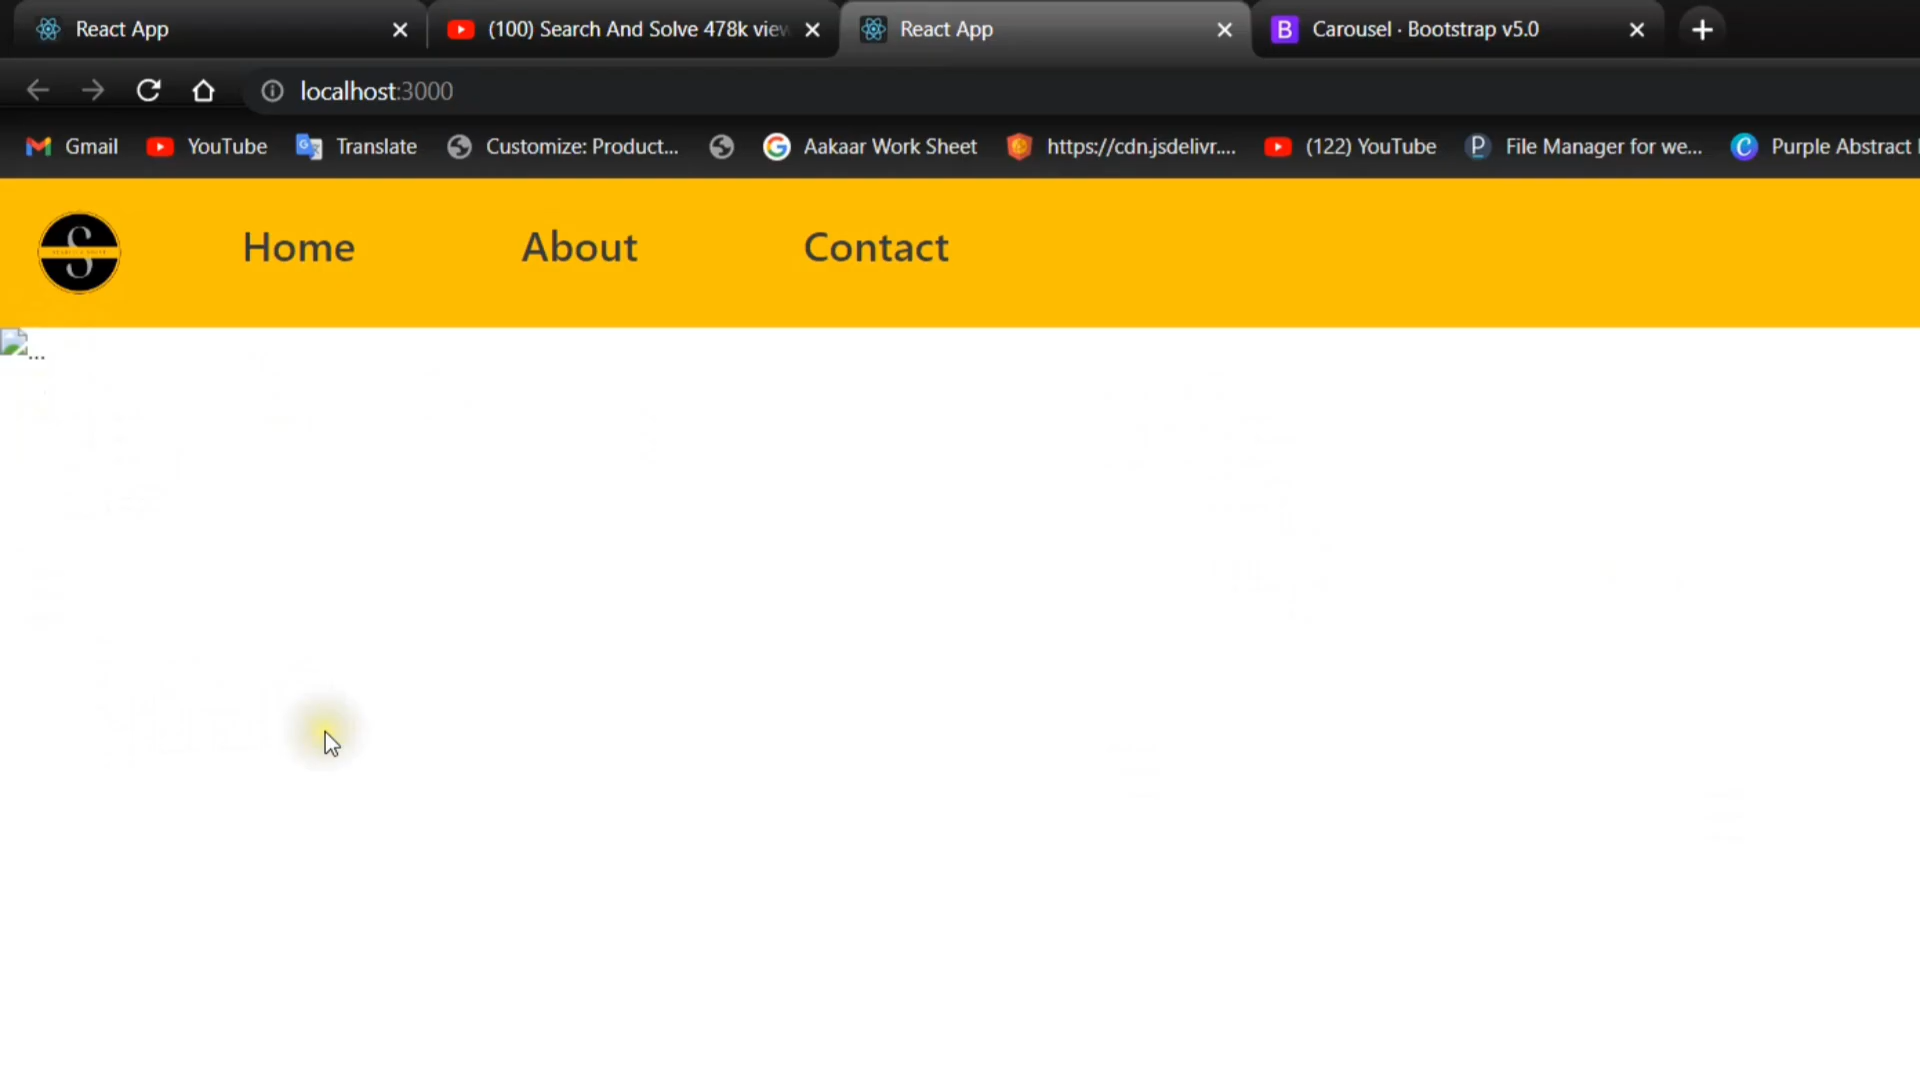 React App
(100) Search And Solve 478k view
React App
B Carousel · Bootstrap v5.0
localhost:3000
Gmail
YouTube
Translate
Customize: Product...
Aakaar Work Sheet
https://cdn.jsdelivr....
(122) YouTube
File Manager for we...
Purple Abstract
S
Home
About
Contact
...